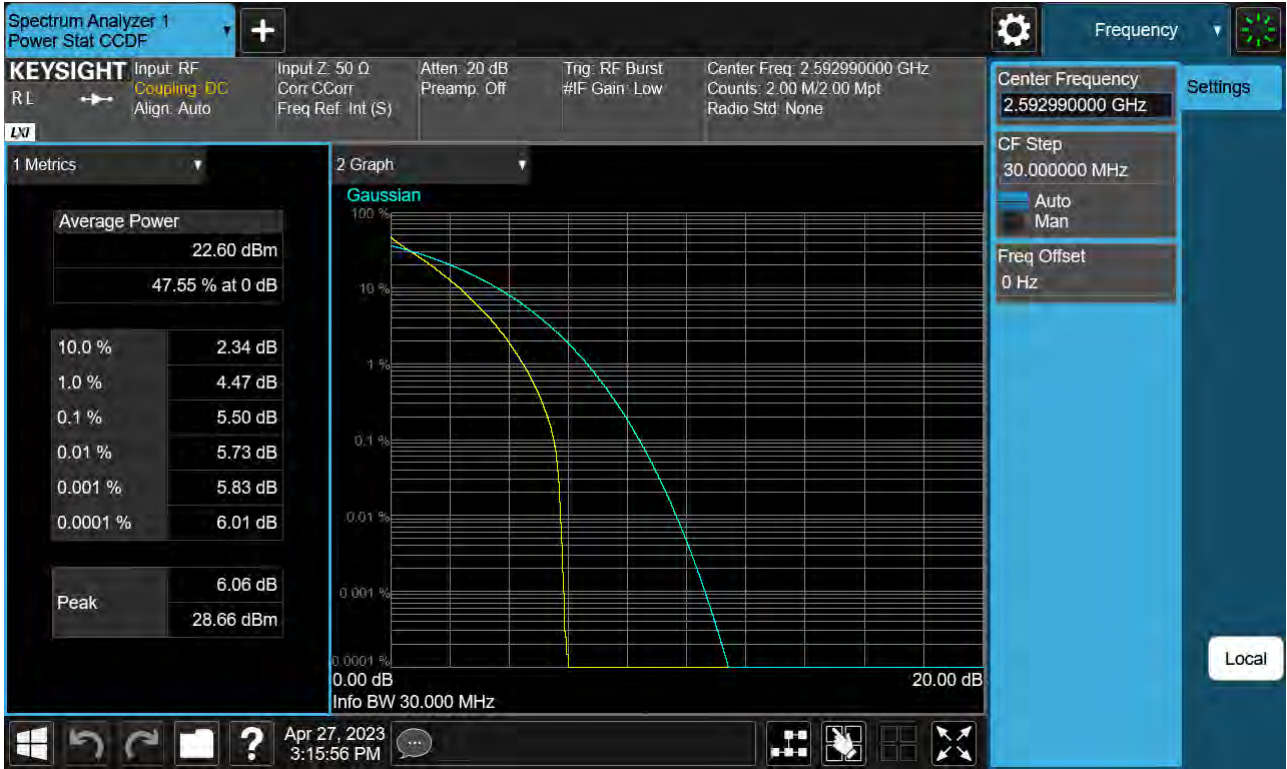 Spectrum Analyzer 1
Power Stat CCDF
+
Frequency
KEYSIGHT
R L
LXI
Input: RF
Coupling: DC
Align: Auto
Input Z: 50 Ω
Corr CCorr
Freq Ref: Int (S)
Atten: 20 dB
Preamp: Off
Trig: RF Burst
#IF Gain: Low
Center Freq: 2.592990000 GHz
Counts: 2.00 M/2.00 Mpt
Radio Std: None
1 Metrics
Average Power
22.60 dBm
47.55 % at 0 dB
10.0 % 2.34 dB
1.0 % 4.47 dB
0.1 % 5.50 dB
0.01 % 5.73 dB
0.001 % 5.83 dB
0.0001 % 6.01 dB
Peak
6.06 dB
28.66 dBm
2 Graph
Gaussian
100 %
10 %
1 %
0.1 %
0.01 %
0.001 %
0.0001 %
0.00 dB 20.00 dB
Info BW 30.000 MHz
Center Frequency
2.592990000 GHz
CF Step
30.000000 MHz
Auto
Man
Freq Offset
0 Hz
Settings
Local
?
Apr 27, 2023
3:15:56 PM